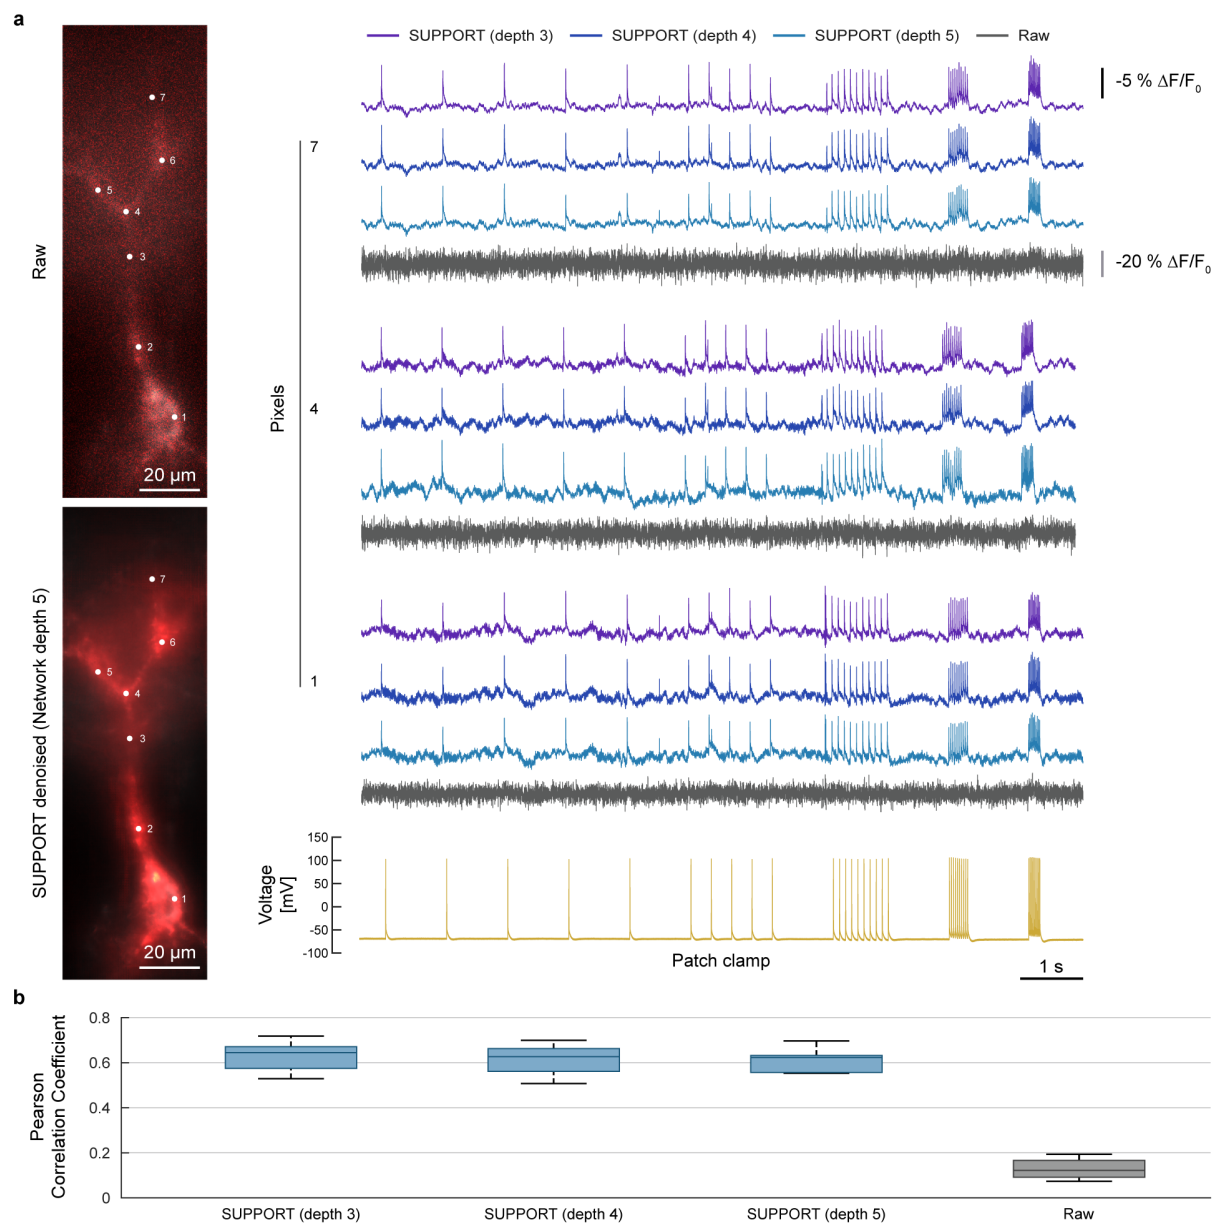 a
SUPPORT (depth 3)
SUPPORT (depth 4)
SUPPORT (depth 5)
Raw
-5 % ΔF/F0
-20 % ΔF/F0
Raw
7
6
5
4
3
2
1
20 μm
SUPPORT denoised (Network depth 5)
7
6
5
4
3
2
1
20 μm
Pixels
7
4
1
Voltage
[mV]
150
100
50
0
-50
-100
Patch clamp
1 s
b
Pearson
Correlation Coefficient
0.8
0.6
0.4
0.2
0
SUPPORT (depth 3)
SUPPORT (depth 4)
SUPPORT (depth 5)
Raw